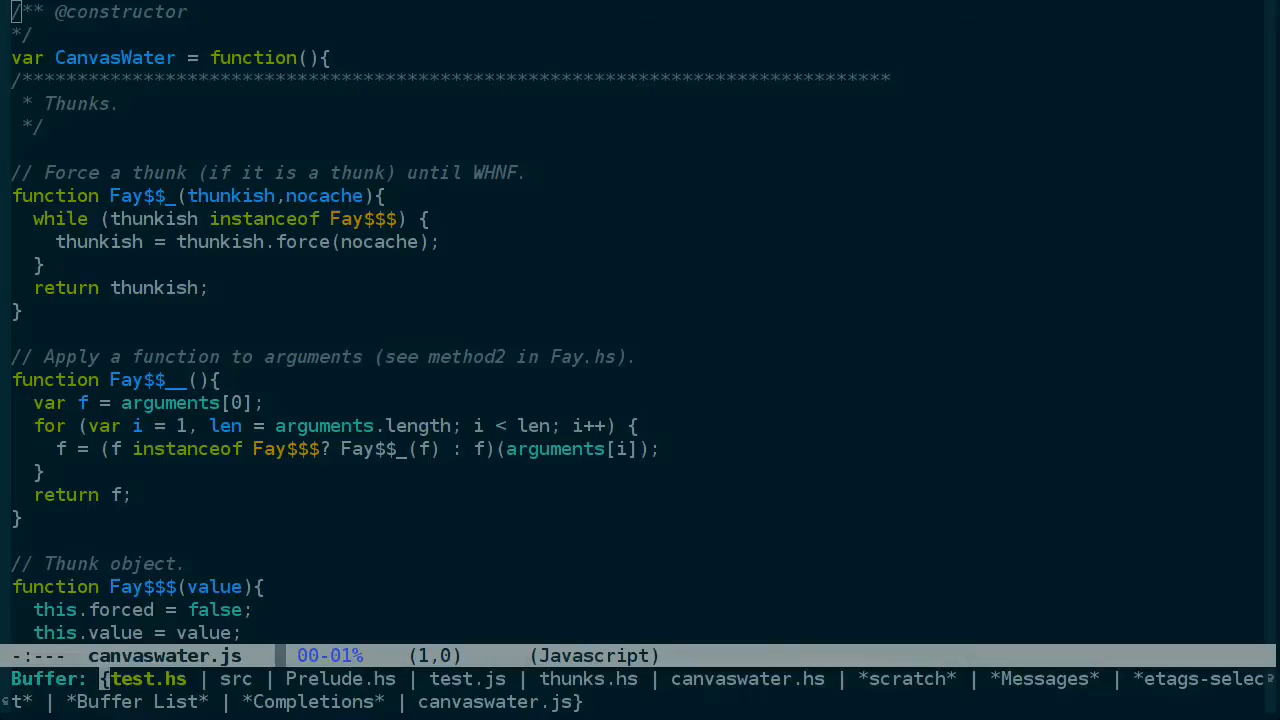 /** @constructor
*/
var CanvasWater = function(){
/*******************************************************************************
 * Thunks.
 */
// Force a thunk (if it is a thunk) until WHNF.
function Fay$$_(thunkish,nocache){
  while (thunkish instanceof Fay$$$) {
    thunkish = thunkish.force(nocache);
  }
  return thunkish;
}
// Apply a function to arguments (see method2 in Fay.hs).
function Fay$$__(){
  var f = arguments[0];
  for (var i = 1, len = arguments.length; i < len; i++) {
    f = (f instanceof Fay$$$? Fay$$_(f) : f)(arguments[i]);
  }
  return f;
}
// Thunk object.
function Fay$$$(value){
  this.forced = false;
  this.value = value;
-:---  canvaswater.js   00-01%    (1,0)      (Javascript)
Buffer: {test.hs | src | Prelude.hs | test.js | thunks.hs | canvaswater.hs | *scratch* | *Messages* | *etags-selec
t* | *Buffer List* | *Completions* | canvaswater.js}